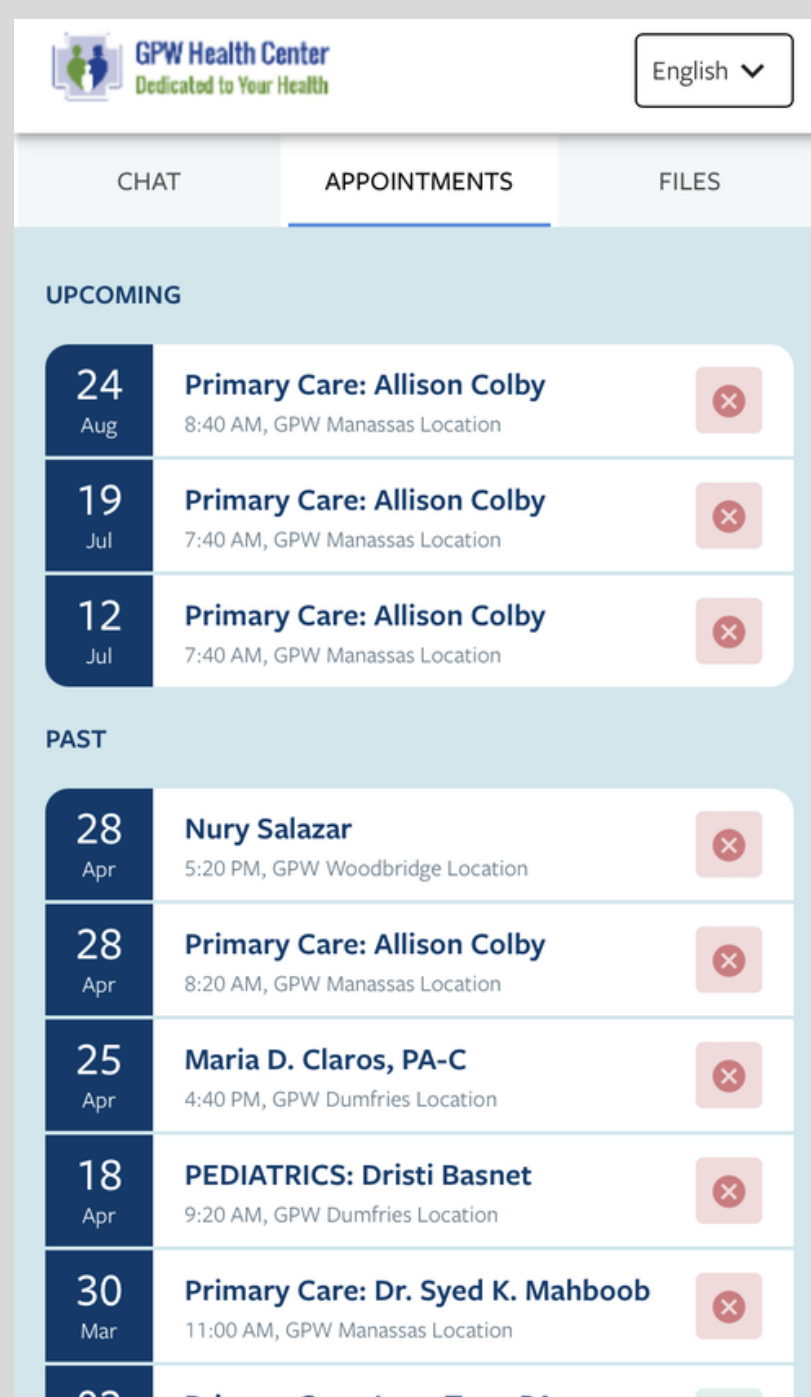 GPW Health Center
Dedicated to Your Health
English
CHAT APPOINTMENTS FILES
UPCOMING
24
Aug
Primary Care: Allison Colby
8:40 AM, GPW Manassas Location
19
Jul
Primary Care: Allison Colby
7:40 AM, GPW Manassas Location
12
Jul
Primary Care: Allison Colby
7:40 AM, GPW Manassas Location
PAST
28
Apr
Nury Salazar
5:20 PM, GPW Woodbridge Location
28
Apr
Primary Care: Allison Colby
8:20 AM, GPW Manassas Location
25
Apr
Maria D. Claros, PA-C
4:40 PM, GPW Dumfries Location
18
Apr
PEDIATRICS: Dristi Basnet
9:20 AM, GPW Dumfries Location
30
Mar
Primary Care: Dr. Syed K. Mahboob
11:00 AM, GPW Manassas Location